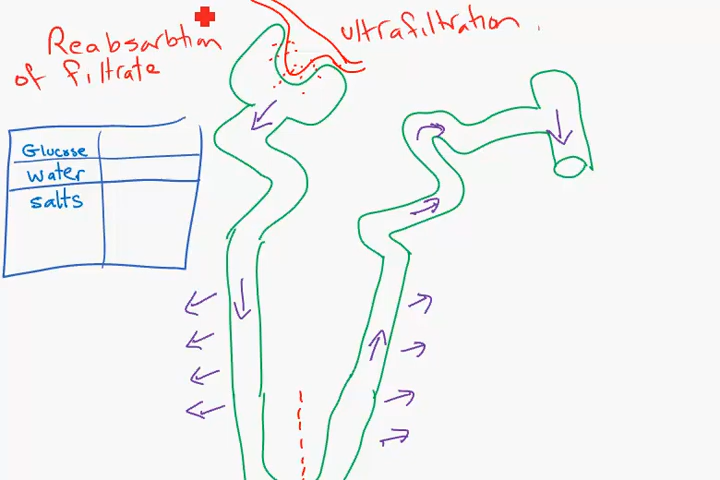 Reabsorbtion
of filtrate
ultrafiltration.
Glucose
water
salts